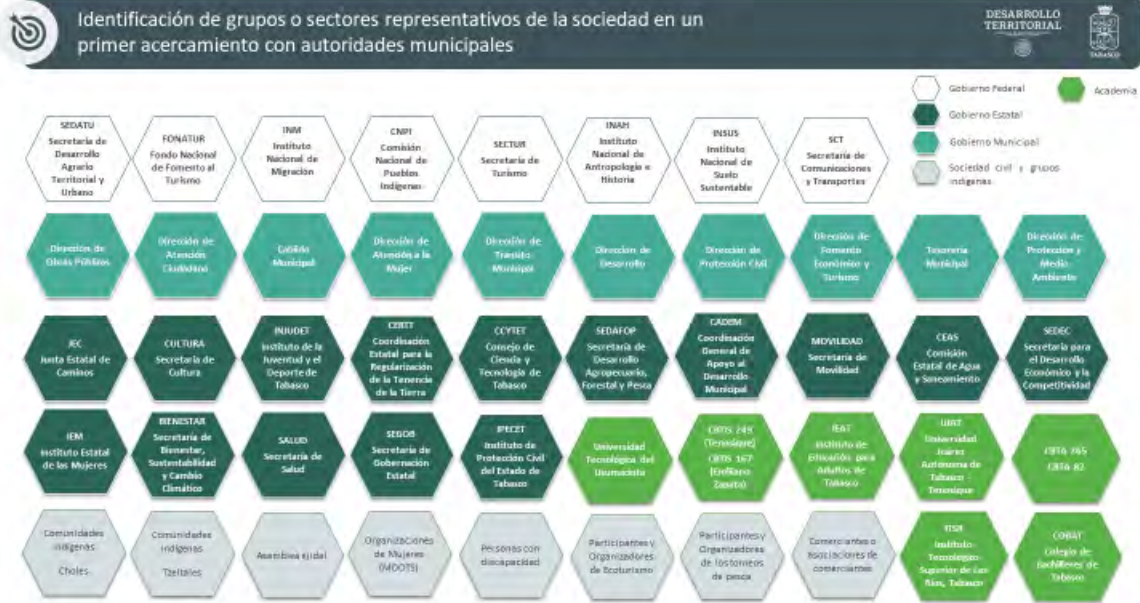 Identificación de grupos o sectores representativos de la sociedad en un
primer acercamiento con autoridades municipales
DESARROLLO
TERRITORIAL
TABASCO
Gobierno Federal
Academia
Gobierno Estatal
Gobierno Municipal
Sociedad civil y grupos
indígenas
SEDATU
Secretaría de
Desarrollo
Agrario
Territorial y
Urbano
FONATUR
Fondo Nacional
de Fomento al
Turismo
INM
Instituto
Nacional de
Migración
CNPI
Comisión
Nacional de
Pueblos
Indígenas
SECTUR
Secretaría de
Turismo
INAH
Instituto
Nacional de
Antropología e
Historia
INSUS
Instituto
Nacional de
Suelo
Sustentable
SCT
Secretaría de
Comunicaciones
y Transportes
Dirección de
Obras Públicas
Dirección de
Atención
Ciudadana
Cabildo
Municipal
Dirección de
Atención a la
Mujer
Dirección de
Tránsito
Municipal
Dirección de
Desarrollo
Dirección de
Protección Civil
Dirección de
Fomento
Económico y
Turismo
Tesorería
Municipal
Dirección de
Protección y
Medio
Ambiente
JEC
Junta Estatal de
Caminos
CULTURA
Secretaría de
Cultura
INJUDET
Instituto de la
Juventud y el
Deporte de
Tabasco
CERTT
Coordinación
Estatal para la
Regularización
de la Tenencia
de la Tierra
CCYTET
Consejo de
Ciencia y
Tecnología de
Tabasco
SEDAFOP
Secretaría de
Desarrollo
Agropecuario,
Forestal y Pesca
CADEM
Coordinación
General de
Apoyo al
Desarrollo
Municipal
MOVILIDAD
Secretaría de
Movilidad
CEAS
Comisión
Estatal de Agua
y Saneamiento
SEDEC
Secretaría para
el Desarrollo
Económico y la
Competitividad
IEM
Instituto Estatal
de las Mujeres
BIENESTAR
Secretaría de
Bienestar,
Sustentabilidad
y Cambio
Climático
SALUD
Secretaría de
Salud
SEGOB
Secretaría de
Gobernación
Estatal
IPECET
Instituto de
Protección Civil
del Estado de
Tabasco
Universidad
Tecnológica del
Usumacinta
CBTIS 249
(Tenosique)
CBTIS 167
(Emiliano
Zapata)
IEAT
Instituto de
Educación para
Adultos de
Tabasco
UJAT
Universidad
Juárez
Autónoma de
Tabasco -
Tenosique
CBTA 265
CBTA 82
Comunidades
indígenas
Choles
Comunidades
indígenas
Tzeltales
Asamblea ejidal
Organizaciones
de Mujeres
(MDOTS)
Personas con
discapacidad
Participantes y
Organizadores
de Ecoturismo
Participantes y
Organizadores
de los torneos
de pesca
Comerciantes o
asociaciones de
comerciantes
ITSR
Instituto
Tecnológico
Superior de Los
Ríos, Tabasco
COBAT
Colegio de
Bachilleres de
Tabasco